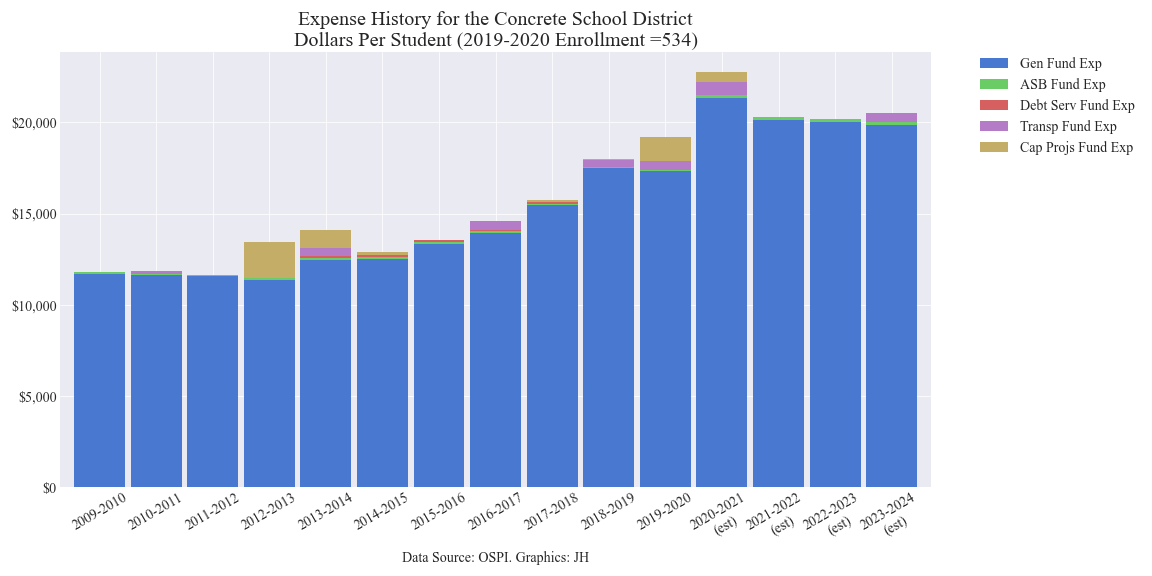 Expense History for the Concrete School District
Dollars Per Student (2019-2020 Enrollment =534)
Gen Fund Exp
ASB Fund Exp
Debt Serv Fund Exp
Transp Fund Exp
Cap Projs Fund Exp
$20,000
$15,000
$10,000
$5,000
$0
2009-2010
2010-2011
2011-2012
2012-2013
2013-2014
2014-2015
2015-2016
2016-2017
2017-2018
2018-2019
2019-2020
2020-2021
(est)
2021-2022
(est)
2022-2023
(est)
2023-2024
(est)
Data Source: OSPI. Graphics: JH